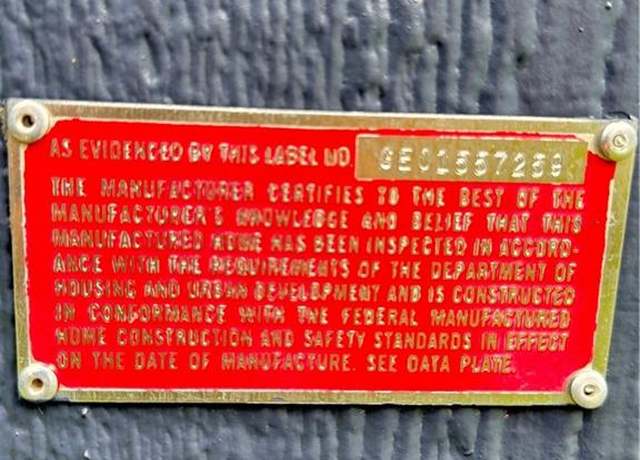 AS EVIDENCED BY THIS LABEL NO. GEO1557259
THE MANUFACTURER CERTIFIES TO THE BEST OF THE
MANUFACTURER'S KNOWLEDGE AND BELIEF THAT THIS
MANUFACTURED HOME HAS BEEN INSPECTED IN ACCORD-
ANCE WITH THE REQUIREMENTS OF THE DEPARTMENT OF
HOUSING AND URBAN DEVELOPMENT AND IS CONSTRUCTED
IN CONFORMANCE WITH THE FEDERAL MANUFACTURED
HOME CONSTRUCTION AND SAFETY STANDARDS IN EFFECT
ON THE DATE OF MANUFACTURE. SEE DATA PLATE.